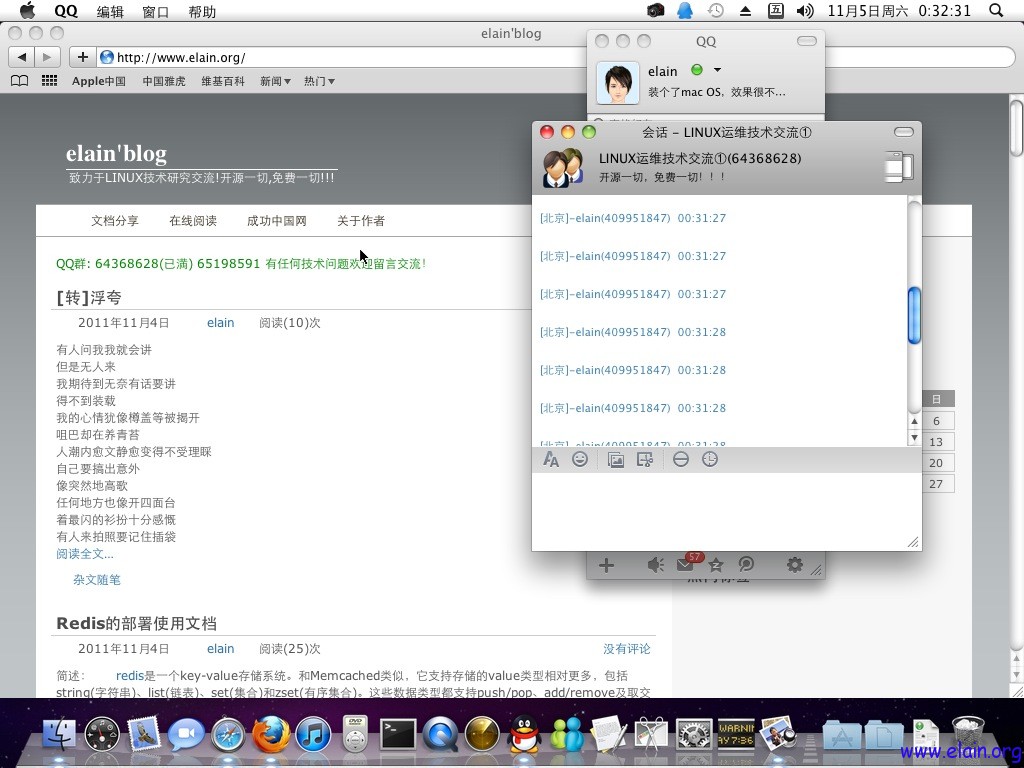 QQ 编辑 窗口 帮助
五 11月5日周六 0:32:31
elain'blog
http://www.elain.org/
Apple中国 中国雅虎 维基百科 新闻▼ 热门▼
elain'blog
致力于LINUX技术研究交流!开源一切,免费一切!!!
文档分享 在线阅读 成功中国网 关于作者
QQ群: 64368628(已满) 65198591 有任何技术问题欢迎留言交流!
[转]浮夸
2011年11月4日 elain 阅读(10)次
有人问我我就会讲
但是无人来
我期待到无奈有话要讲
得不到装载
我的心情犹像樽盖等被揭开
咀巴却在养青苔
人潮内愈文静愈变得不受理睬
自己要搞出意外
像突然地高歌
任何地方也像开四面台
着最闪的衫扮十分感慨
有人来拍照要记住插袋
阅读全文...
杂文随笔
Redis的部署使用文档
2011年11月4日 elain 阅读(25)次 没有评论
简述: redis是一个key-value存储系统。和Memcached类似，它支持存储的value类型相对更多，包括
string(字符串)、list(链表)、set(集合)和zset(有序集合)。这些数据类型都支持push/pop、add/remove及取交
QQ
elain
装个了mac OS，效果很不...
会话 – LINUX运维技术交流①
LINUX运维技术交流①(64368628)
开源一切，免费一切！！！
[北京]–elain(409951847) 00:31:27
[北京]–elain(409951847) 00:31:27
[北京]–elain(409951847) 00:31:27
[北京]–elain(409951847) 00:31:28
[北京]–elain(409951847) 00:31:28
[北京]–elain(409951847) 00:31:28
[北京]–elain(409951847) 00:31:28
57
日
6
13
20
27
WARNIN
AY 7:36
www.elain.org